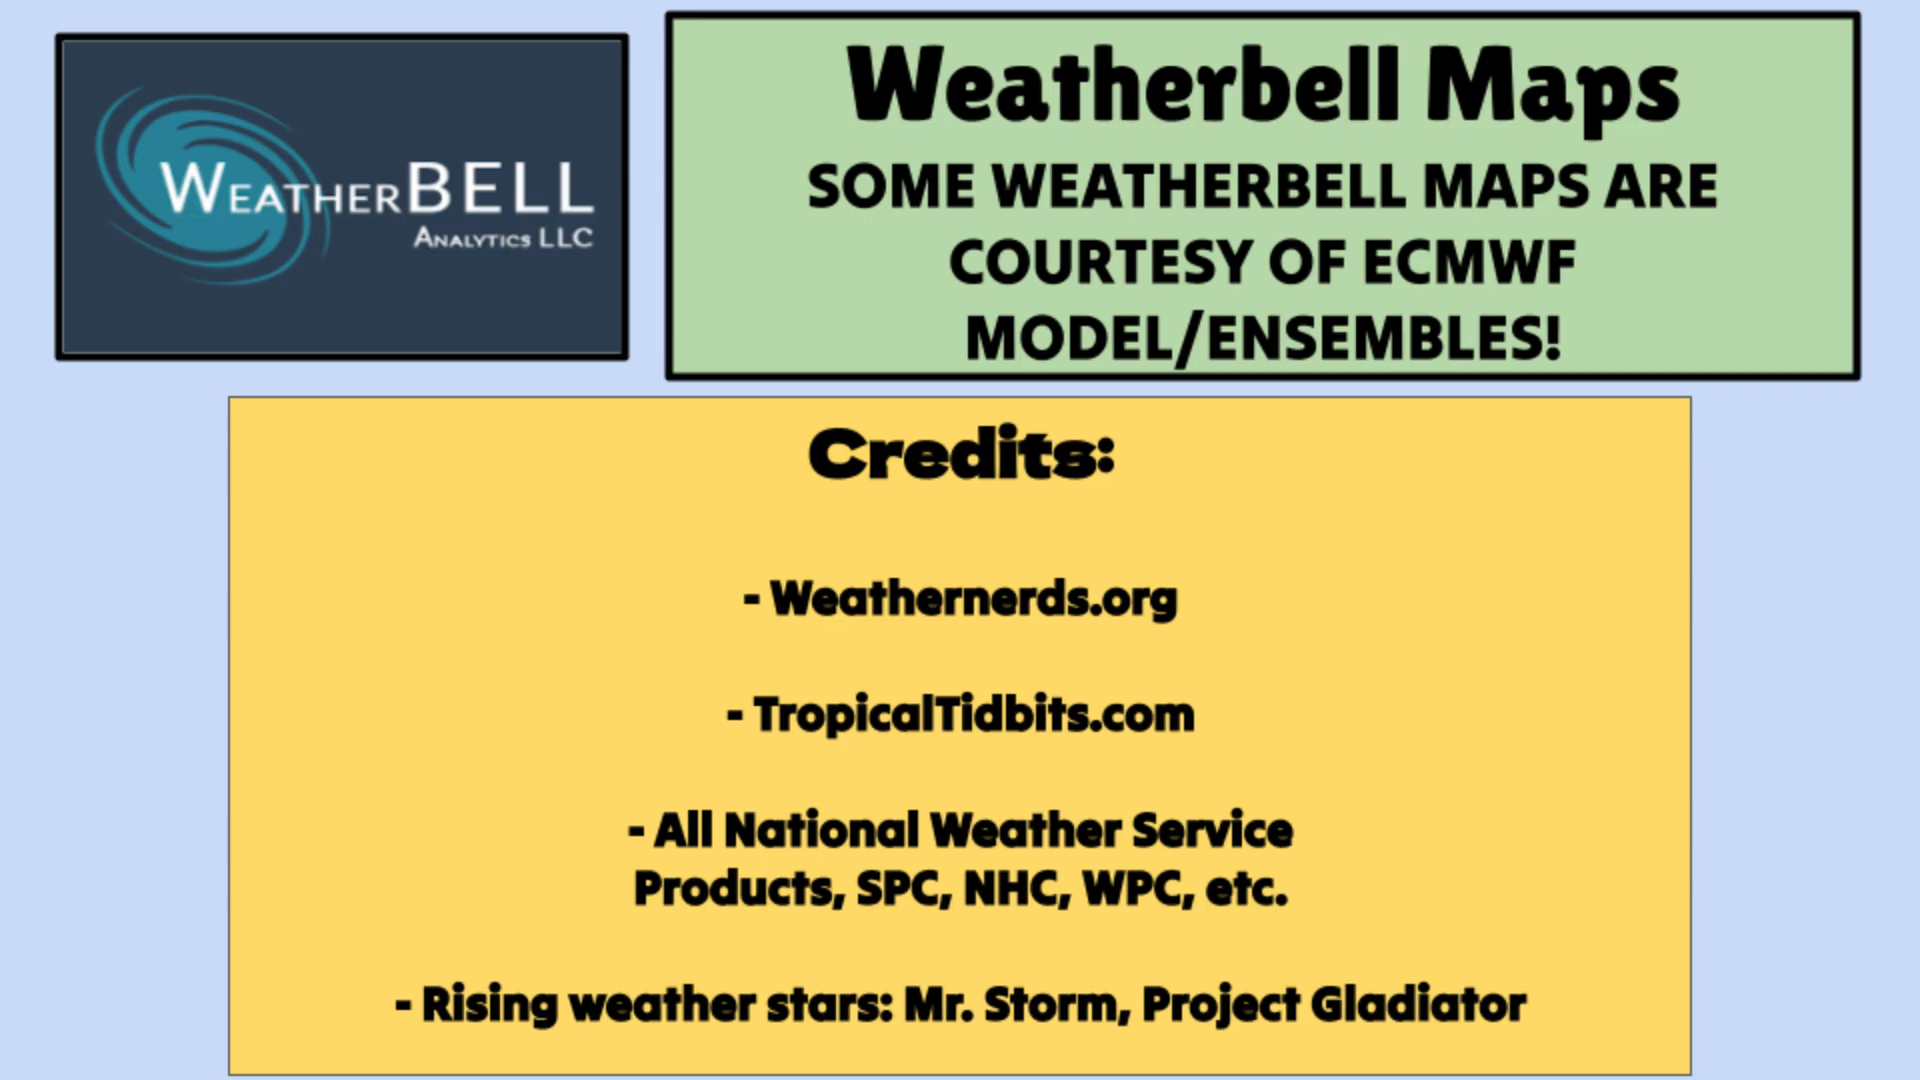 WEATHERBELL
ANALYTICS LLC
Weatherbell Maps
SOME WEATHERBELL MAPS ARE
COURTESY OF ECMWF
MODEL/ENSEMBLES!
Credits:
- Weathernerds.org
- TropicalTidbits.com
- All National Weather Service
Products, SPC, NHC, WPC, etc.
- Rising weather stars: Mr. Storm, Project Gladiator